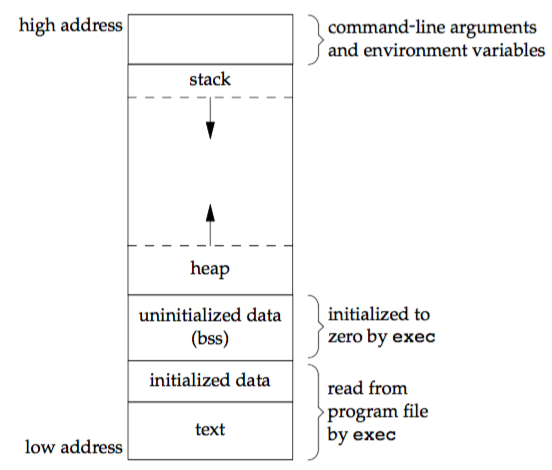 high address
command-line arguments
and environment variables
stack
heap
uninitialized data
(bss)
initialized to
zero by exec
initialized data
read from
program file
by exec
text
low address